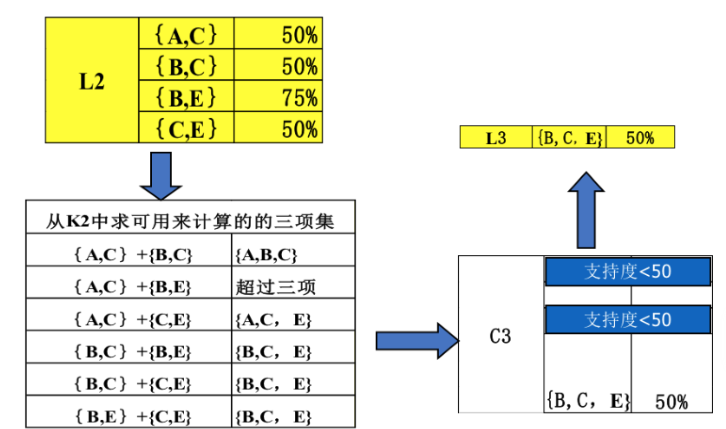 L2
{A,C} 50%
{B,C} 50%
{B,E} 75%
{C,E} 50%
从K2中求可用来计算的的三项集
{A,C} +{B,C} {A,B,C}
{A,C} +{B,E} 超过三项
{A,C} +{C,E} {A,C, E}
{B,C} +{B,E} {B,C, E}
{B,C} +{C,E} {B,C, E}
{B,E} +{C,E} {B,C, E}
L3 {B, C, E} 50%
支持度<50
支持度<50
C3
{B, C, E} 50%